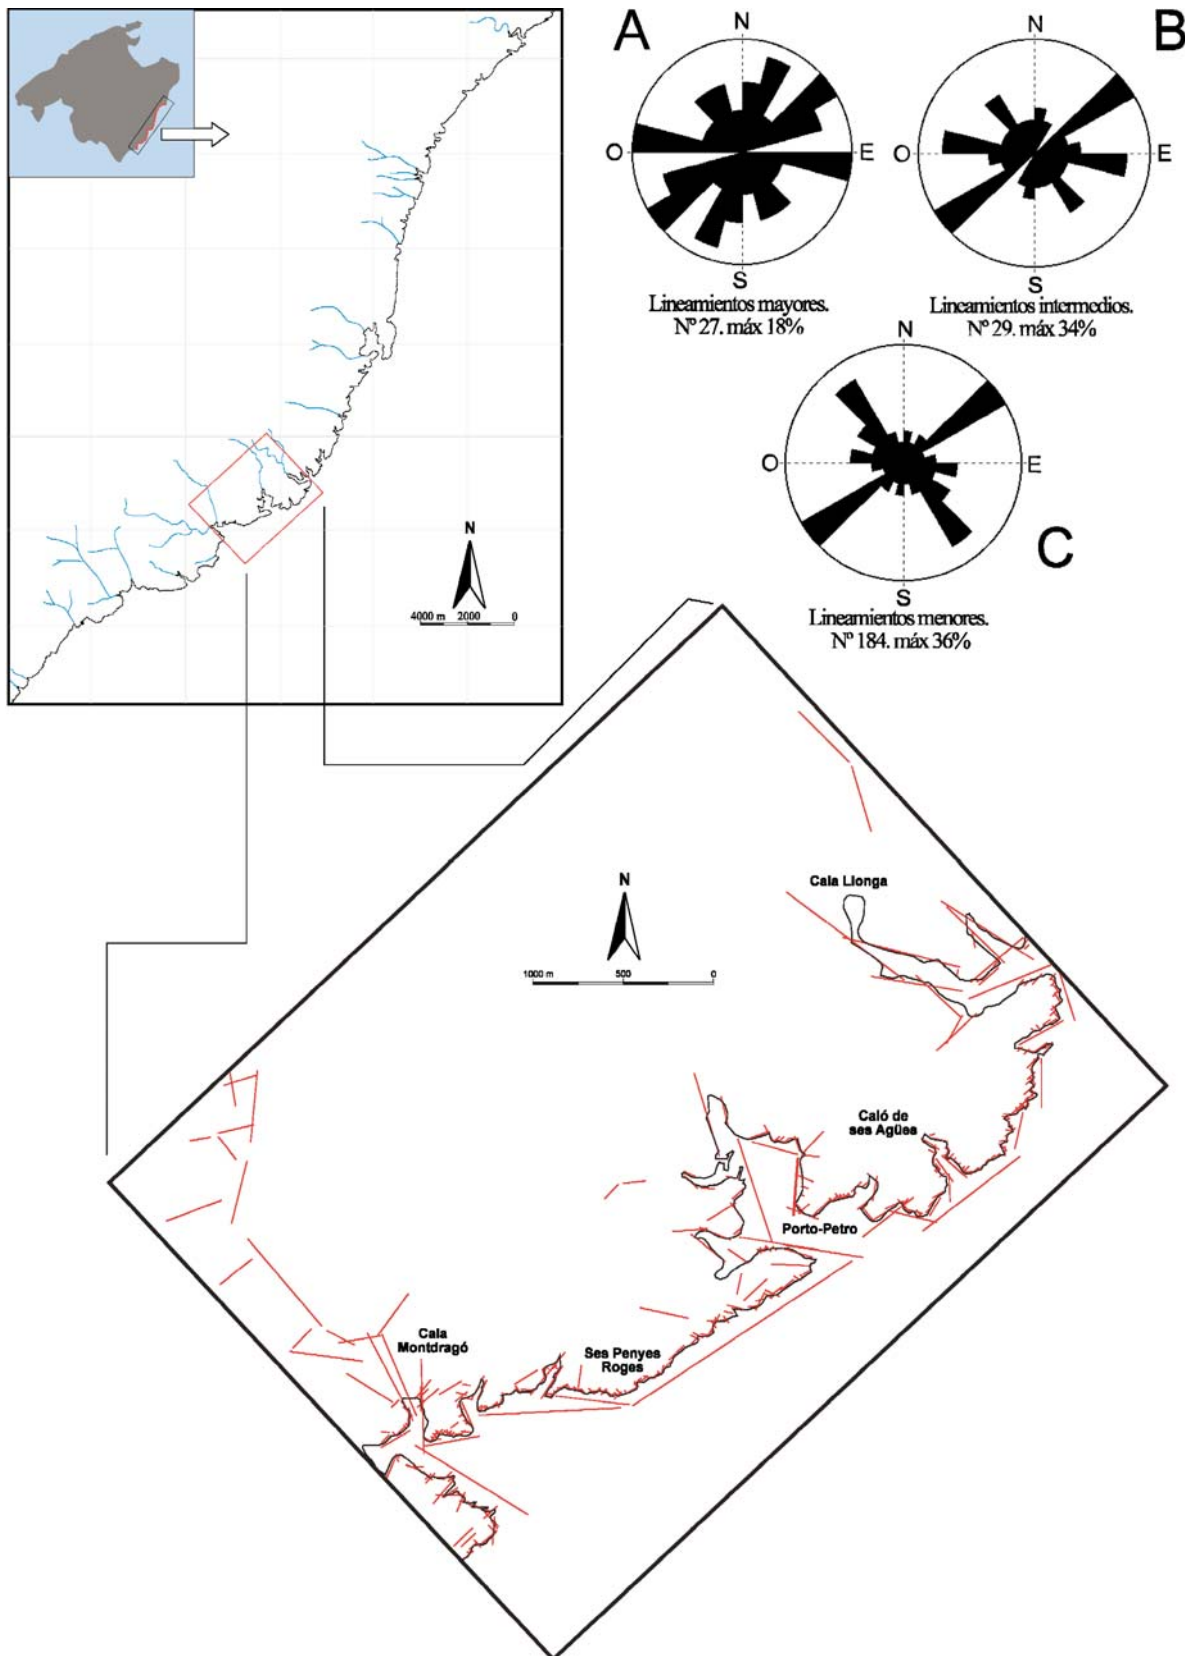 A
N
O
E
S
Lineamientos mayores.
Nº 27. máx 18%
B
N
O
E
S
Lineamientos intermedios.
Nº 29. máx 34%
N
O
E
S
C
Lineamientos menores.
Nº 184. máx 36%
N
4000 m 2000 0
N
1000 m 500 0
Cala Llonga
Caló de
ses Agües
Porto-Petro
Cala
Montdragó
Ses Penyes
Roges